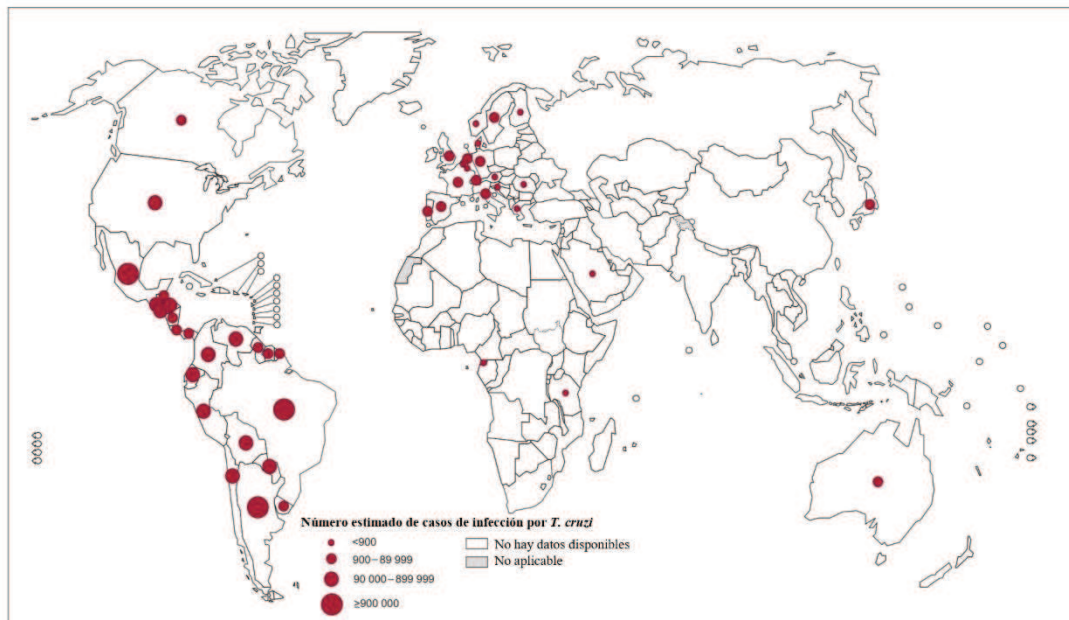 Número estimado de casos de infección por T. cruzi
<900
900–89 999
90 000–899 999
≥900 000
No hay datos disponibles
No aplicable